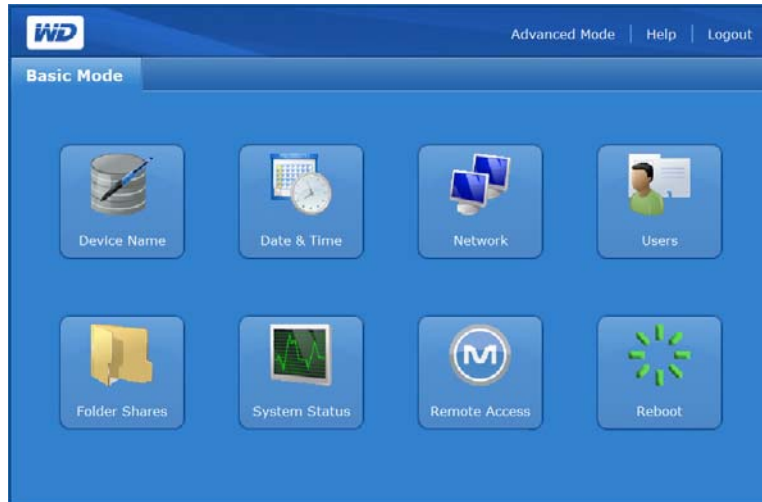 WD
Advanced Mode | Help | Logout
Basic Mode
Device Name
Date & Time
Network
Users
Folder Shares
System Status
Remote Access
Reboot